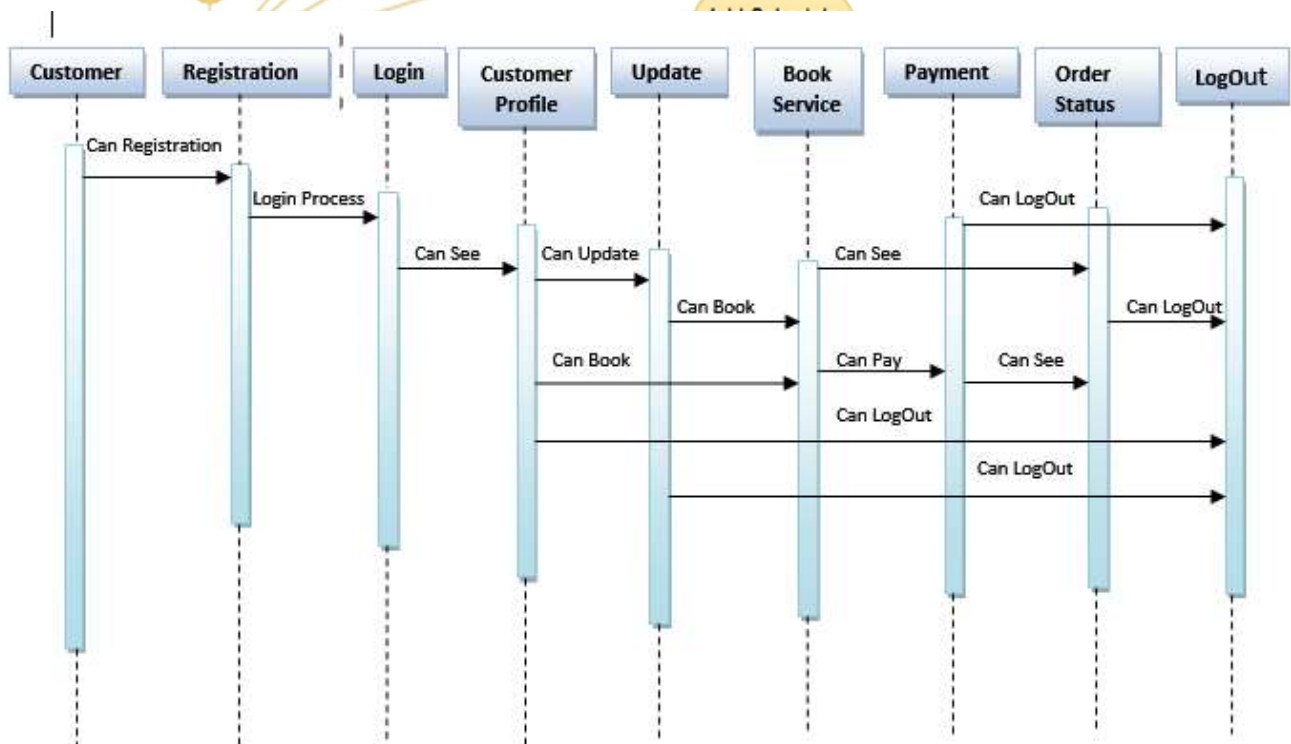 Customer
Registration
Login
Customer
Profile
Update
Book
Service
Payment
Order
Status
LogOut
Can Registration
Login Process
Can LogOut
Can See
Can Update
Can See
Can Book
Can LogOut
Can Book
Can Pay
Can See
Can LogOut
Can LogOut